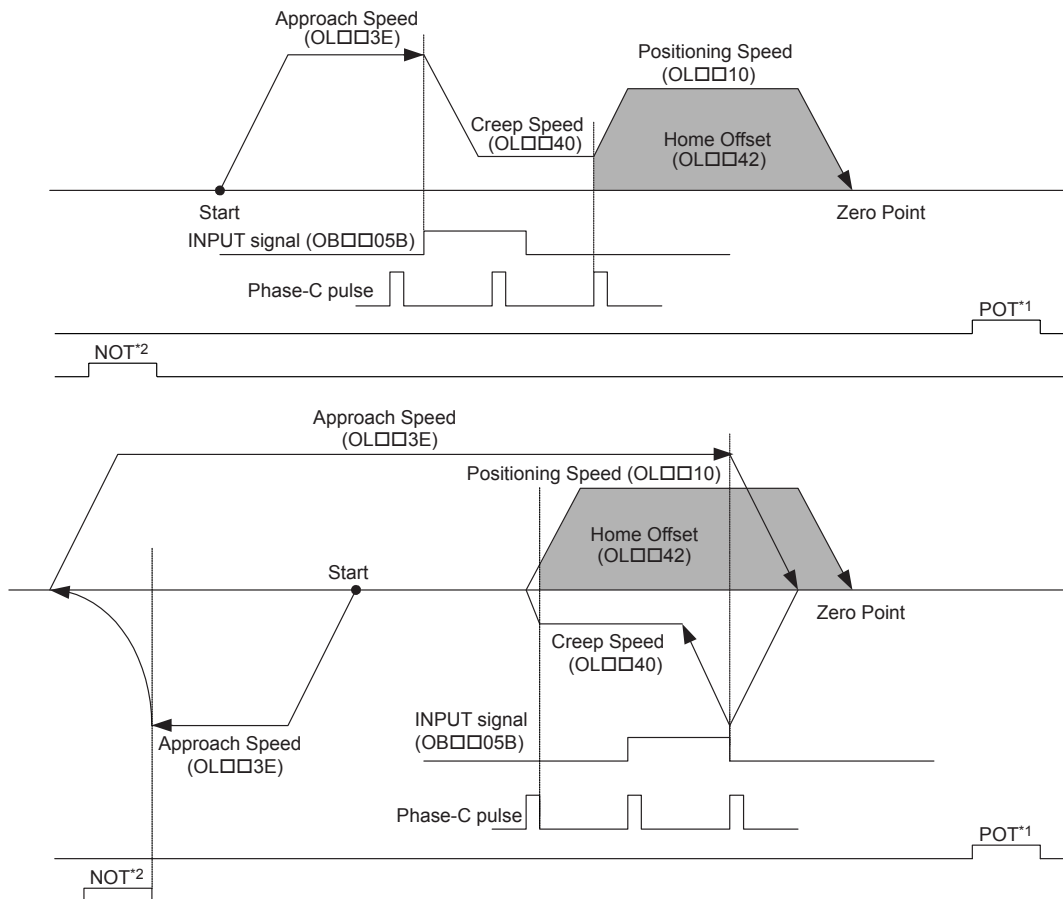 Approach Speed
(OL□□3E)
Positioning Speed
(OL□□10)
Creep Speed
(OL□□40)
Home Offset
(OL□□42)
Start
Zero Point
INPUT signal (OB□□05B)
Phase-C pulse
POT*1
NOT*2
Approach Speed
(OL□□3E)
Positioning Speed (OL□□10)
Home Offset
(OL□□42)
Start
Zero Point
Creep Speed
(OL□□40)
INPUT signal
(OB□□05B)
Approach Speed
(OL□□3E)
Phase-C pulse
POT*1
NOT*2